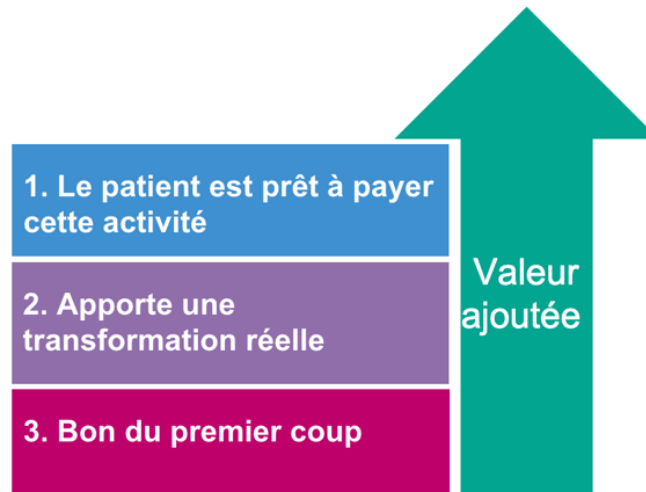 1. Le patient est prêt à payer
cette activité
2. Apporte une
transformation réelle
3. Bon du premier coup
Valeur
ajoutée